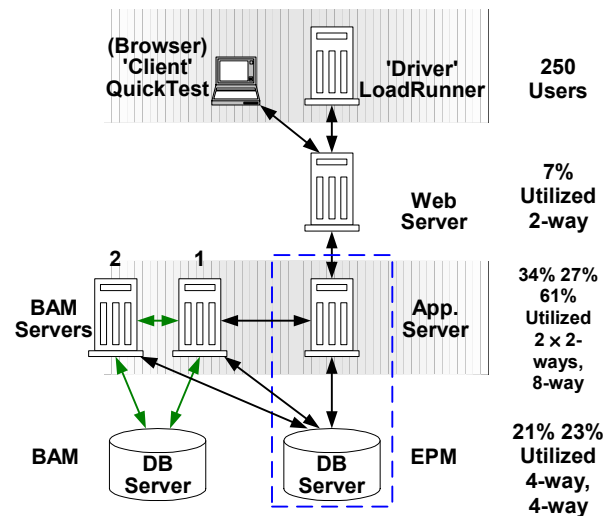 (Browser)
'Client'
QuickTest
'Driver'
LoadRunner
250
Users
Web
Server
7%
Utilized
2-way
2
1
BAM
Servers
App.
Server
34% 27%
61%
Utilized
2 × 2-
ways,
8-way
BAM
DB
Server
DB
Server
EPM
21% 23%
Utilized
4-way,
4-way